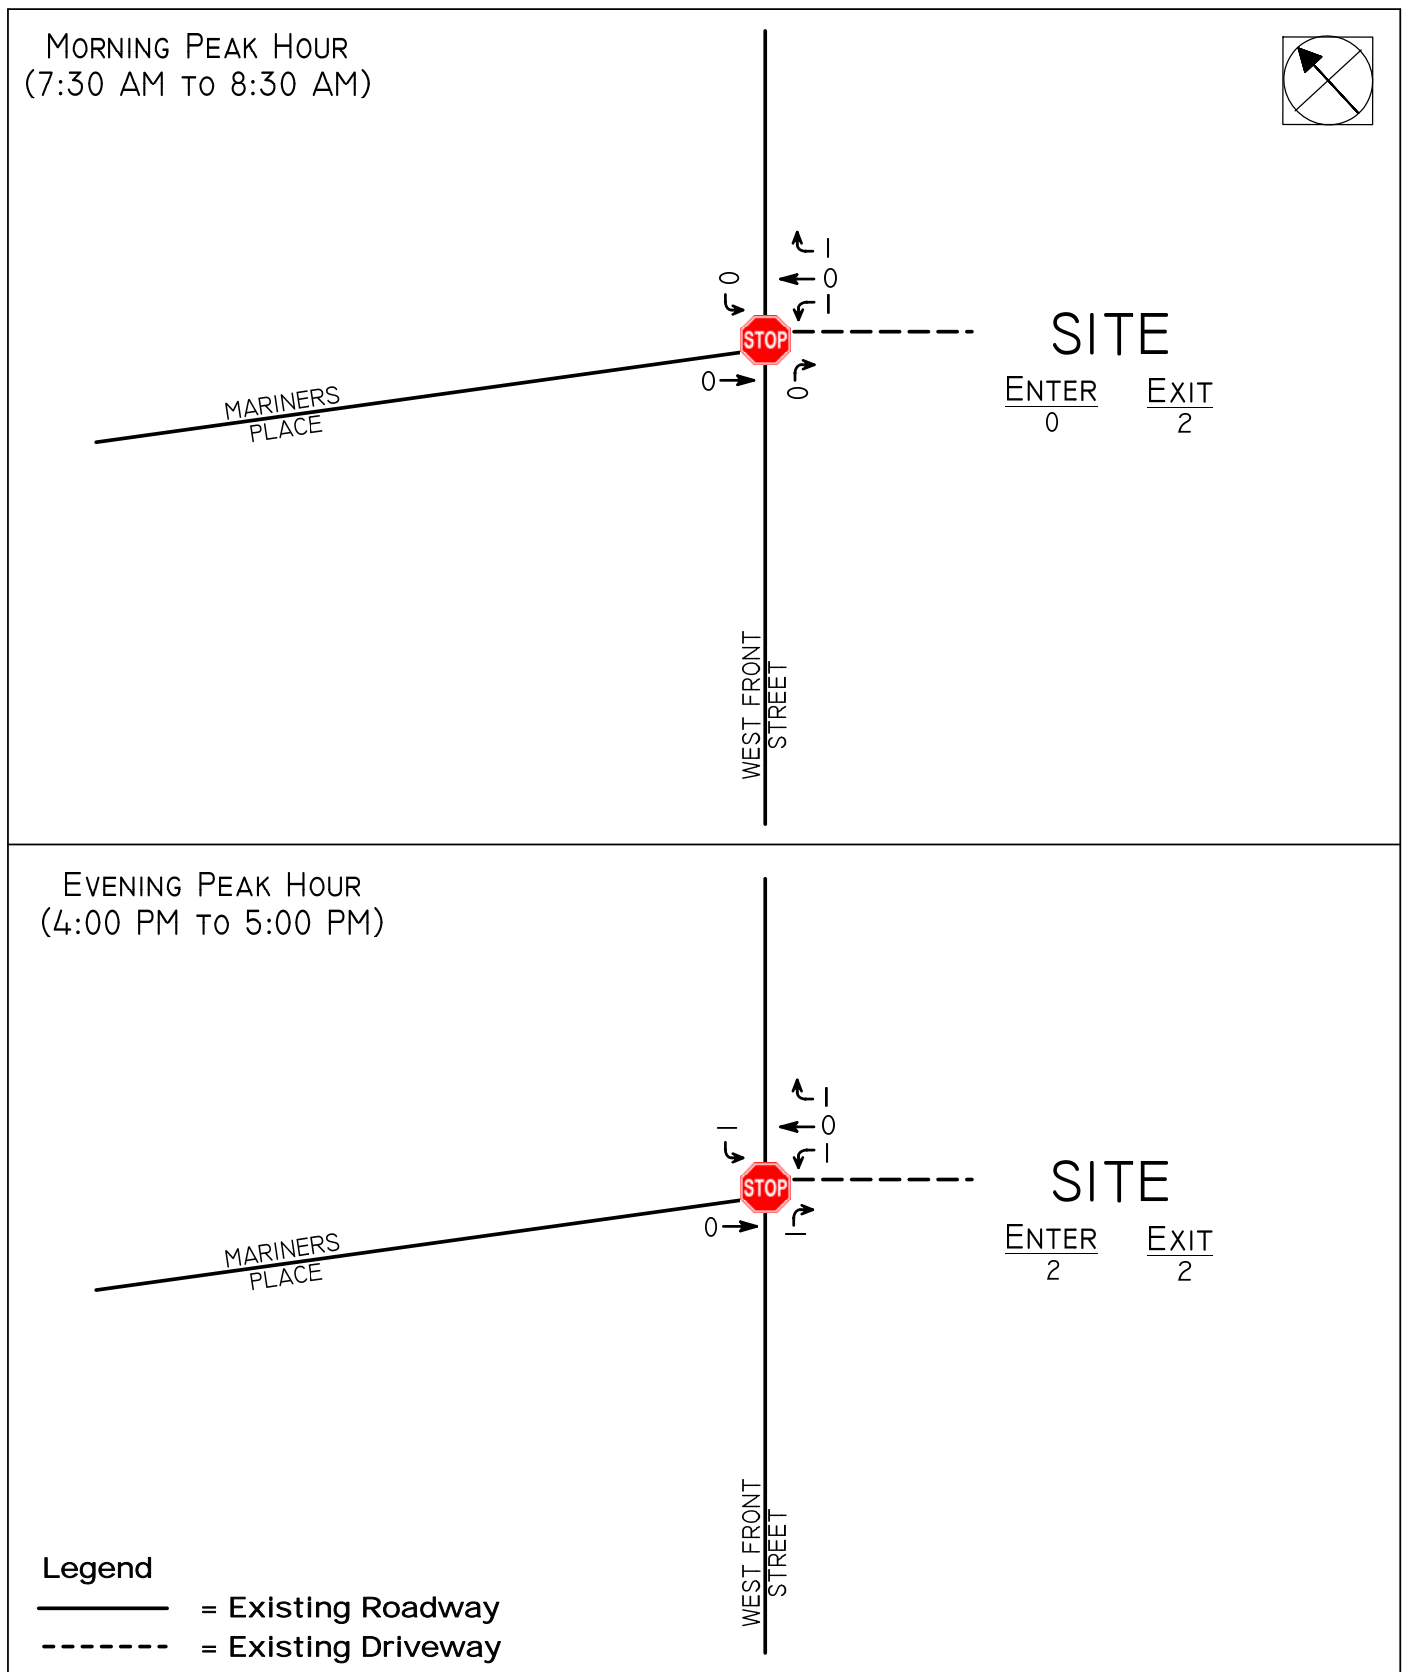 MORNING PEAK HOUR
(7:30 AM TO 8:30 AM)
1
0
0
1
STOP
SITE
0
0
MARINERS
PLACE
ENTER
EXIT
0
2
WEST FRONT
STREET
EVENING PEAK HOUR
(4:00 PM TO 5:00 PM)
1
1
0
1
STOP
SITE
0
1
MARINERS
PLACE
ENTER
EXIT
2
2
WEST FRONT
STREET
Legend
= Existing Roadway
= Existing Driveway